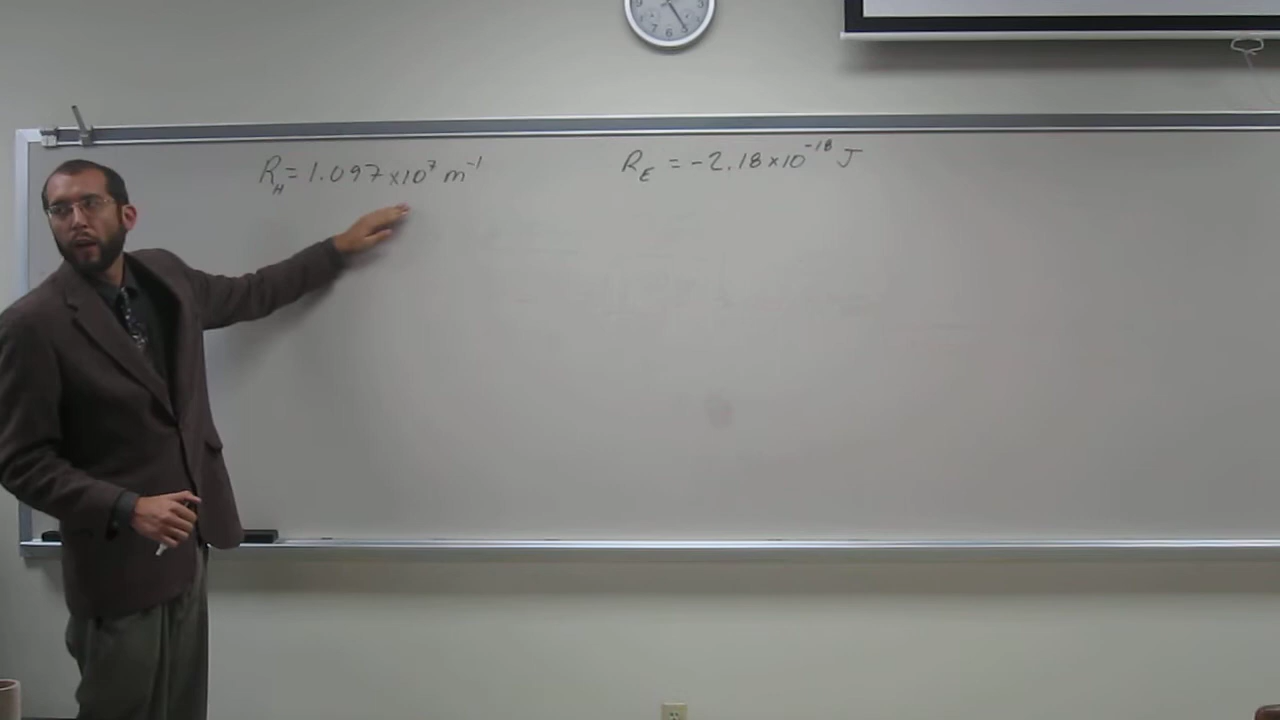 R_H = 1.097 x 10^7 m^-1
R_E = -2.18 x 10^-18 J